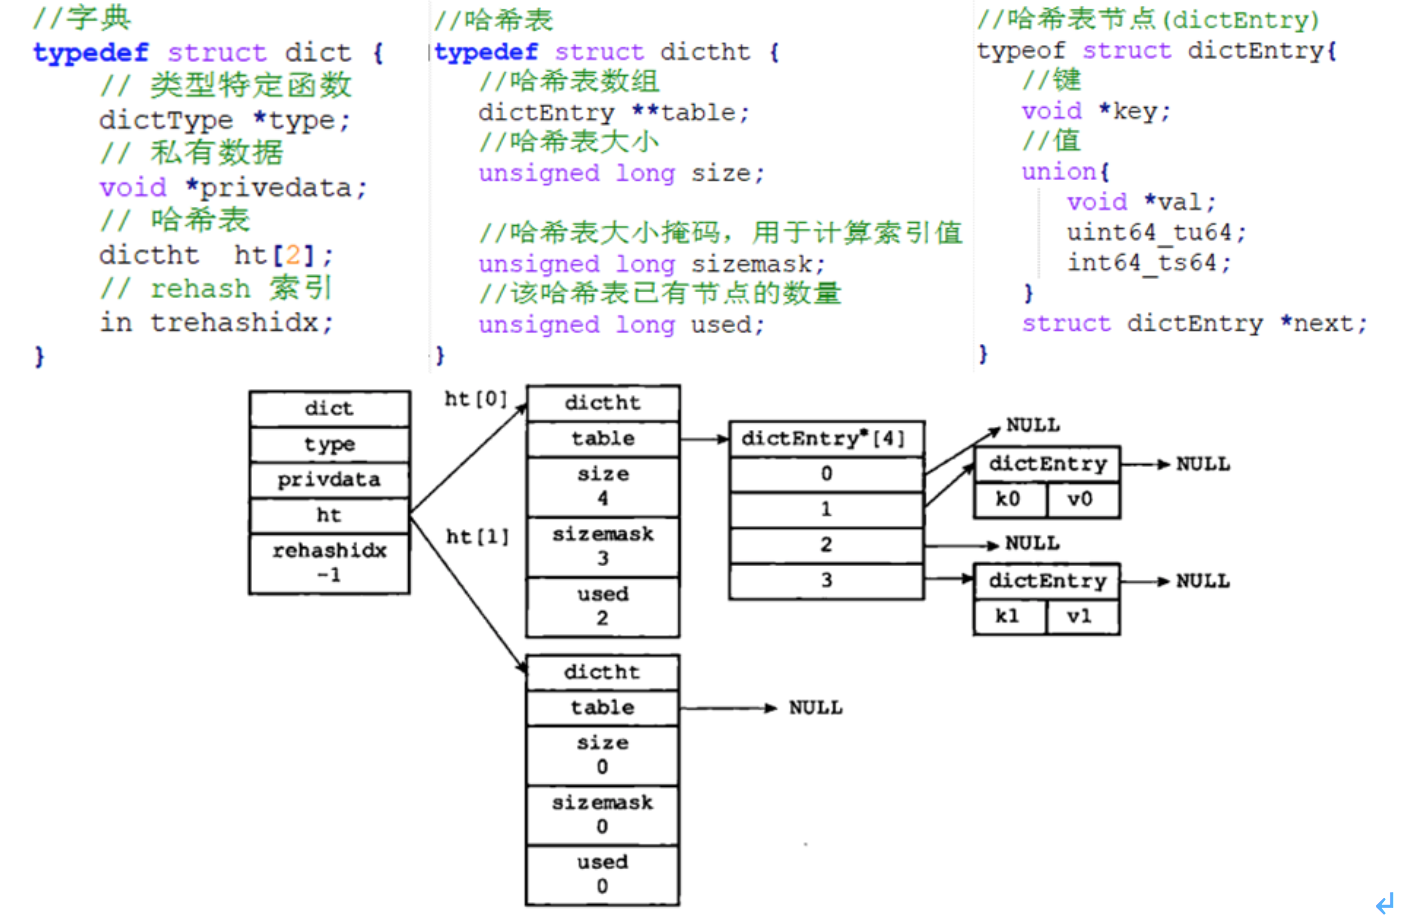 //字典
typedef struct dict {
// 类型特定函数
dictType *type;
// 私有数据
void *privedata;
// 哈希表
dictht ht[2];
// rehash 索引
in trehashidx;
}
//哈希表
typedef struct dictht {
//哈希表数组
dictEntry **table;
//哈希表大小
unsigned long size;
//哈希表大小掩码，用于计算索引值
unsigned long sizemask;
//该哈希表已有节点的数量
unsigned long used;
}
//哈希表节点(dictEntry)
typeof struct dictEntry{
//键
void *key;
//值
union{
void *val;
uint64_tu64;
int64_ts64;
}
struct dictEntry *next;
}
dict
type
privdata
ht
rehashidx
-1
ht[0]
ht[1]
dictht
table
size
4
sizemask
3
used
2
dictEntry*[4]
0
1
2
3
NULL
dictEntry
NULL
k0 v0
NULL
dictEntry
NULL
k1 v1
dictht
table
NULL
size
0
sizemask
0
used
0